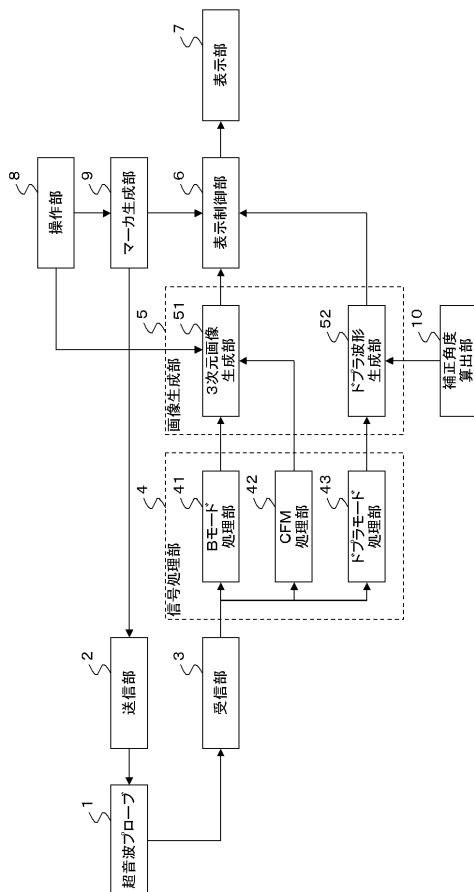 1
超音波プローブ
2
送信部
3
受信部
4
信号処理部
41
Bモード
処理部
42
CFM
処理部
43
ドプラモード
処理部
5
画像生成部
51
3次元画像
生成部
52
ドプラ波形
生成部
10
補正角度
算出部
8
操作部
9
マーカ生成部
6
表示制御部
7
表示部